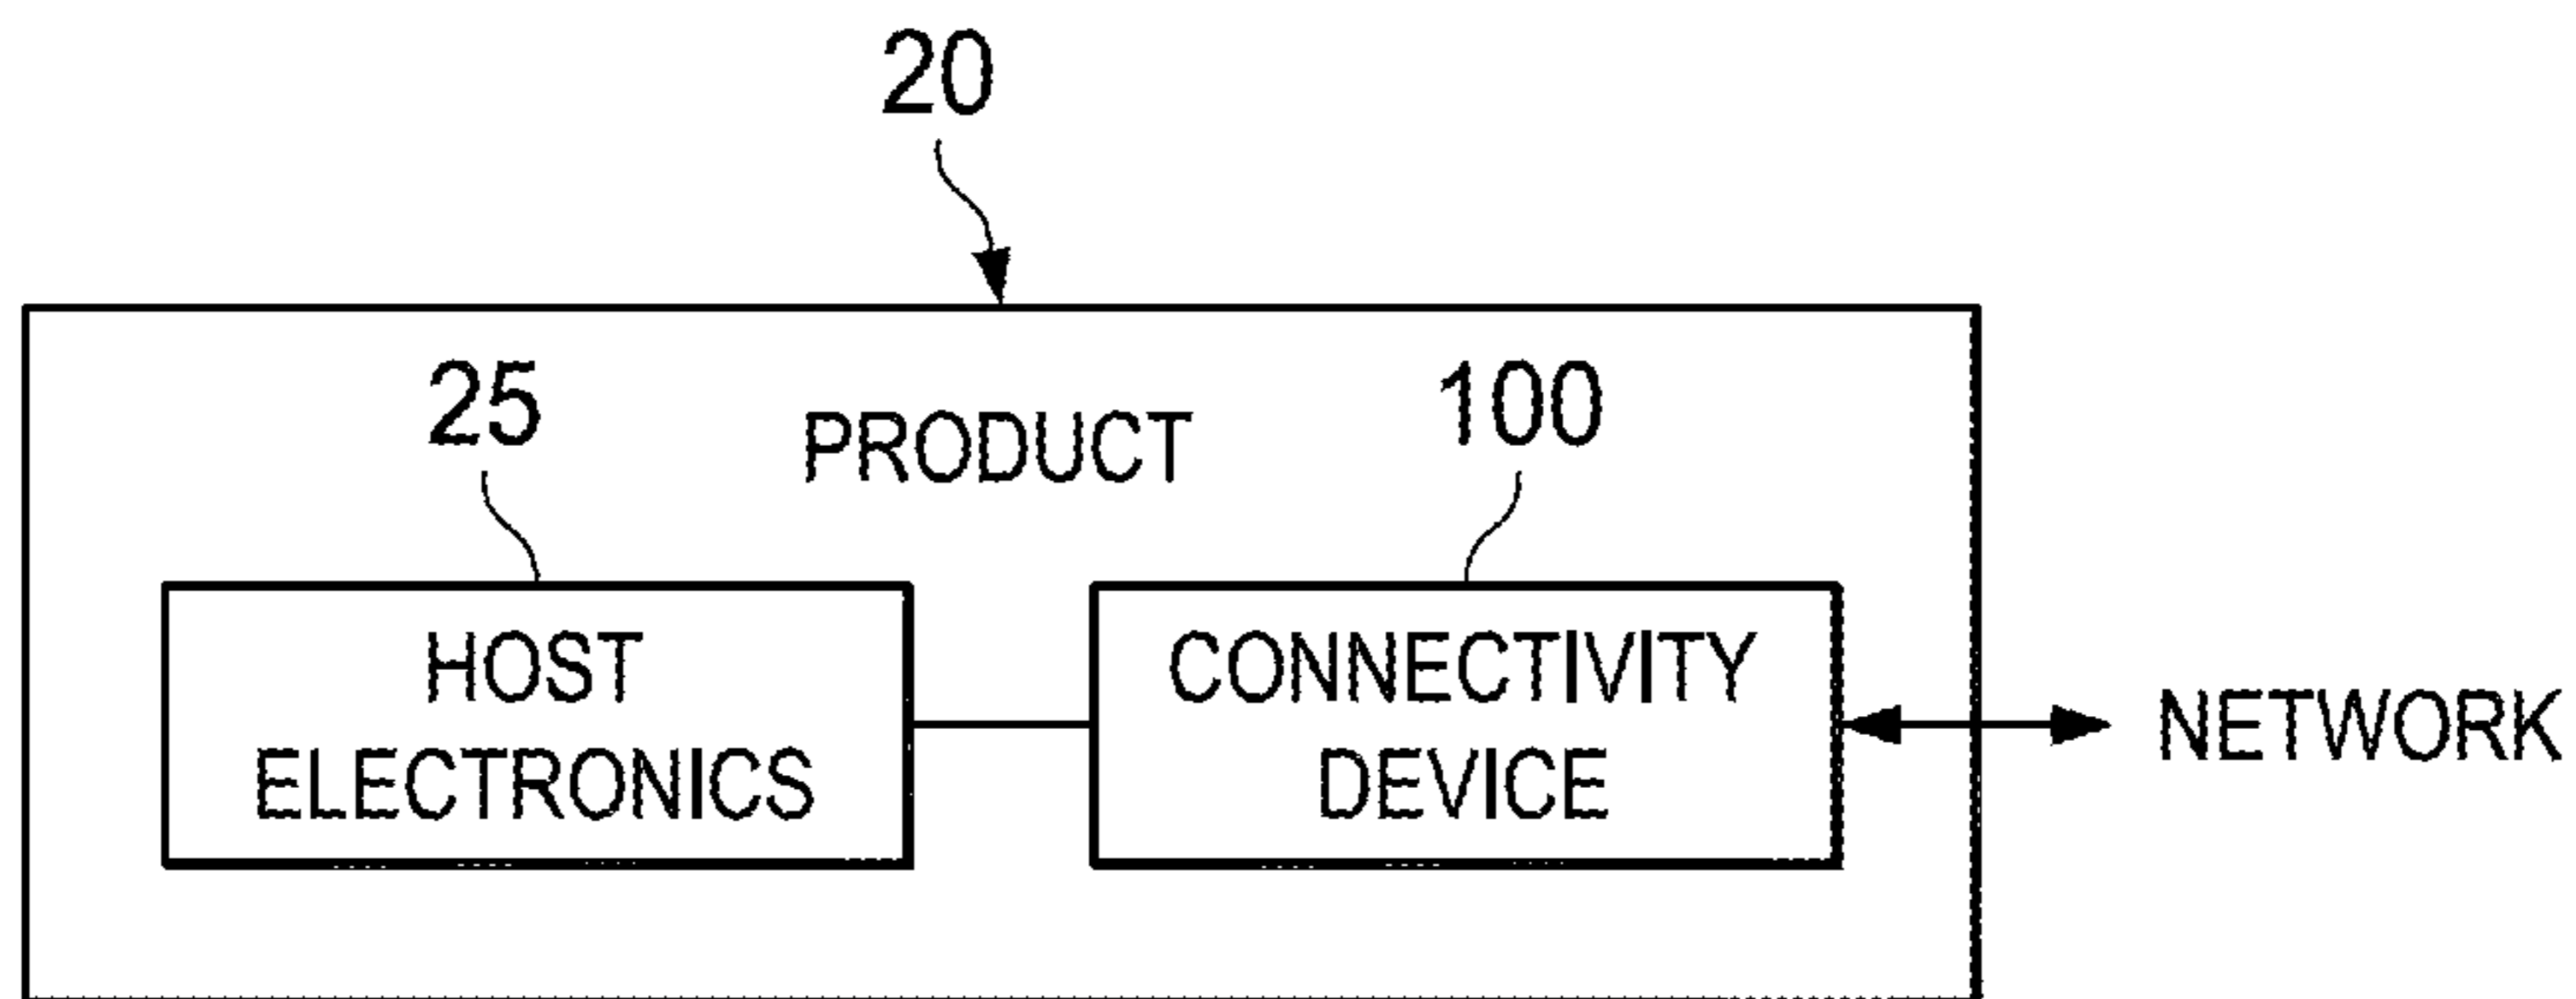 20
25
PRODUCT
100
HOST
ELECTRONICS
CONNECTIVITY
DEVICE
NETWORK